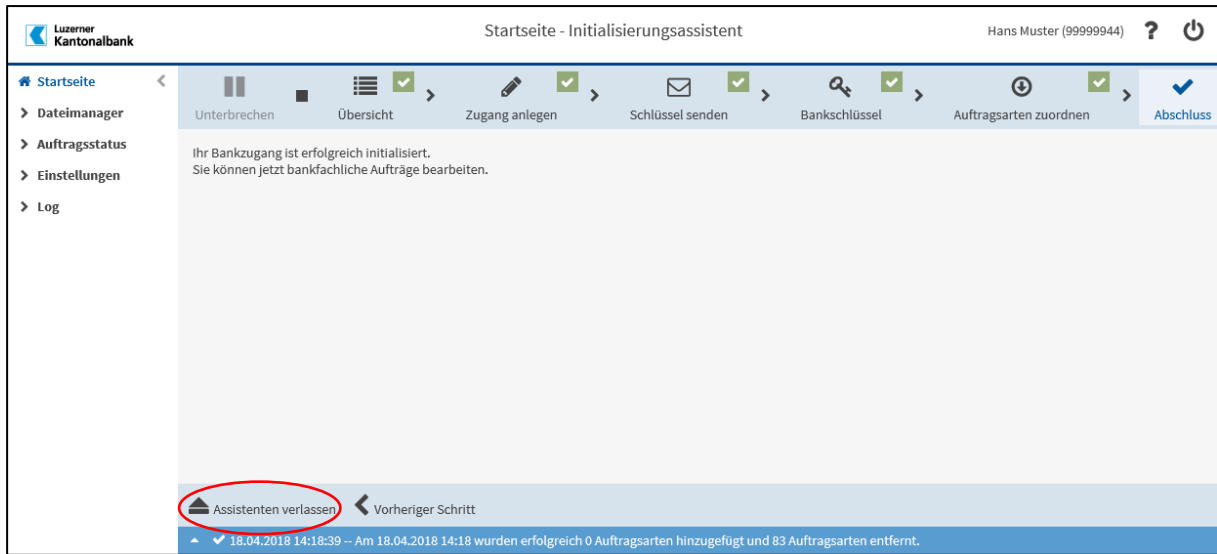 Luzerner
Kantonalbank
Startseite - Initialisierungsassistent
Hans Muster (99999944) ?
Startseite
Dateimanager
Auftragsstatus
Einstellungen
Log
Unterbrechen
Übersicht
Zugang anlegen
Schlüssel senden
Bankschlüssel
Auftragsarten zuordnen
Abschluss
Ihr Bankzugang ist erfolgreich initialisiert.
Sie können jetzt bankfachliche Aufträge bearbeiten.
Assistenten verlassen
Vorheriger Schritt
18.04.2018 14:18:39 -- Am 18.04.2018 14:18 wurden erfolgreich 0 Auftragsarten hinzugefügt und 83 Auftragsarten entfernt.